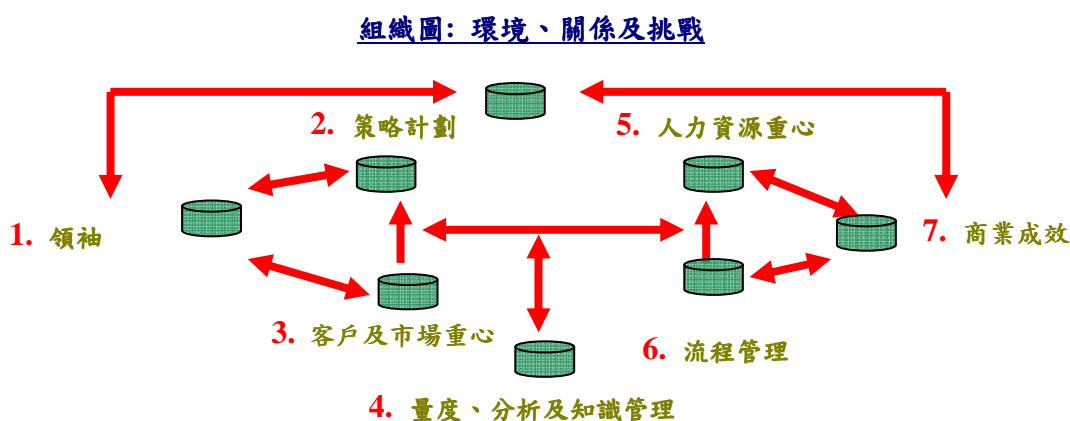 組織圖: 環境、關係及挑戰
2. 策略計劃
5. 人力資源重心
1. 領袖
7. 商業成效
3. 客戶及市場重心
6. 流程管理
4. 量度、分析及知識管理